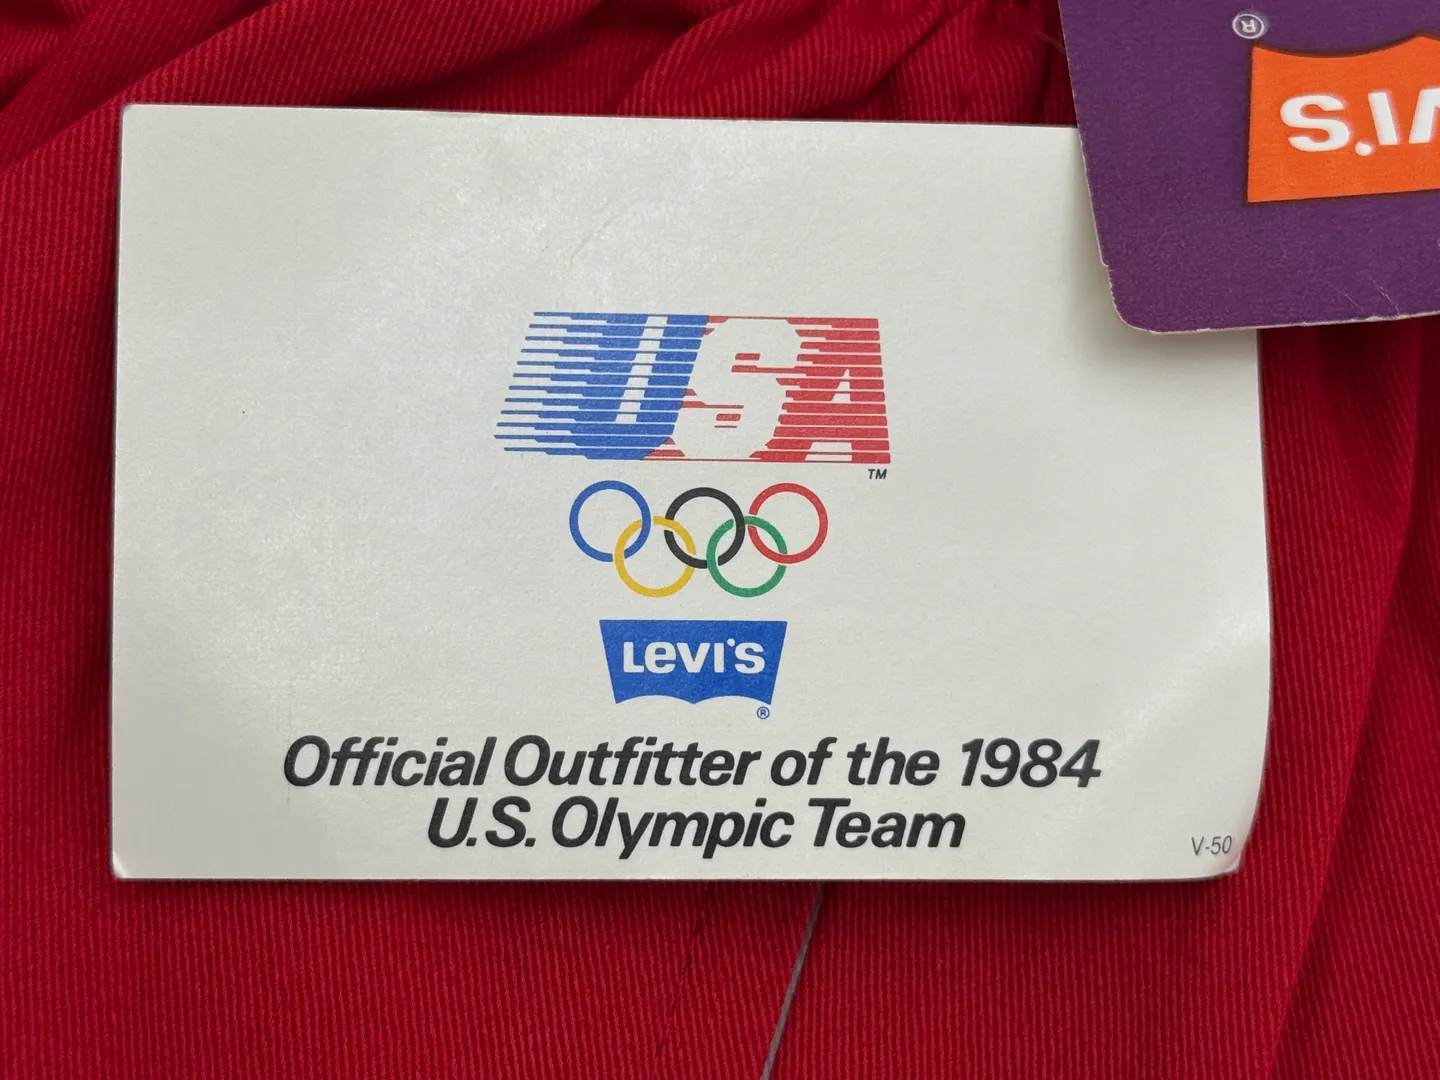 ®
USA
TM
LEVI'S
®
Official Outfitter of the 1984
U.S. Olympic Team
V-50